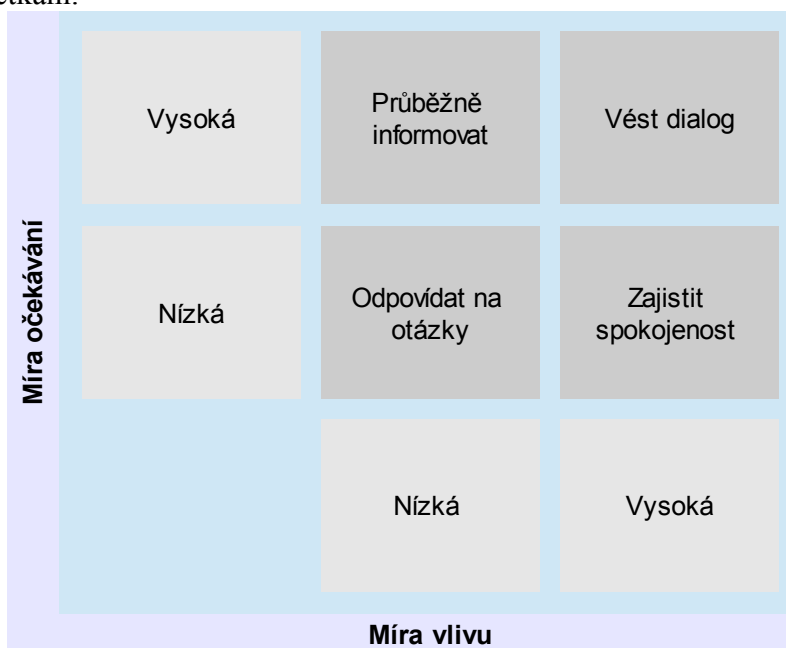 Vysoká
Průběžně
informovat
Vést dialog
Míra očekávání
Nízká
Odpovídat na
otázky
Zajistit
spokojenost
Nízká
Vysoká
Míra vlivu